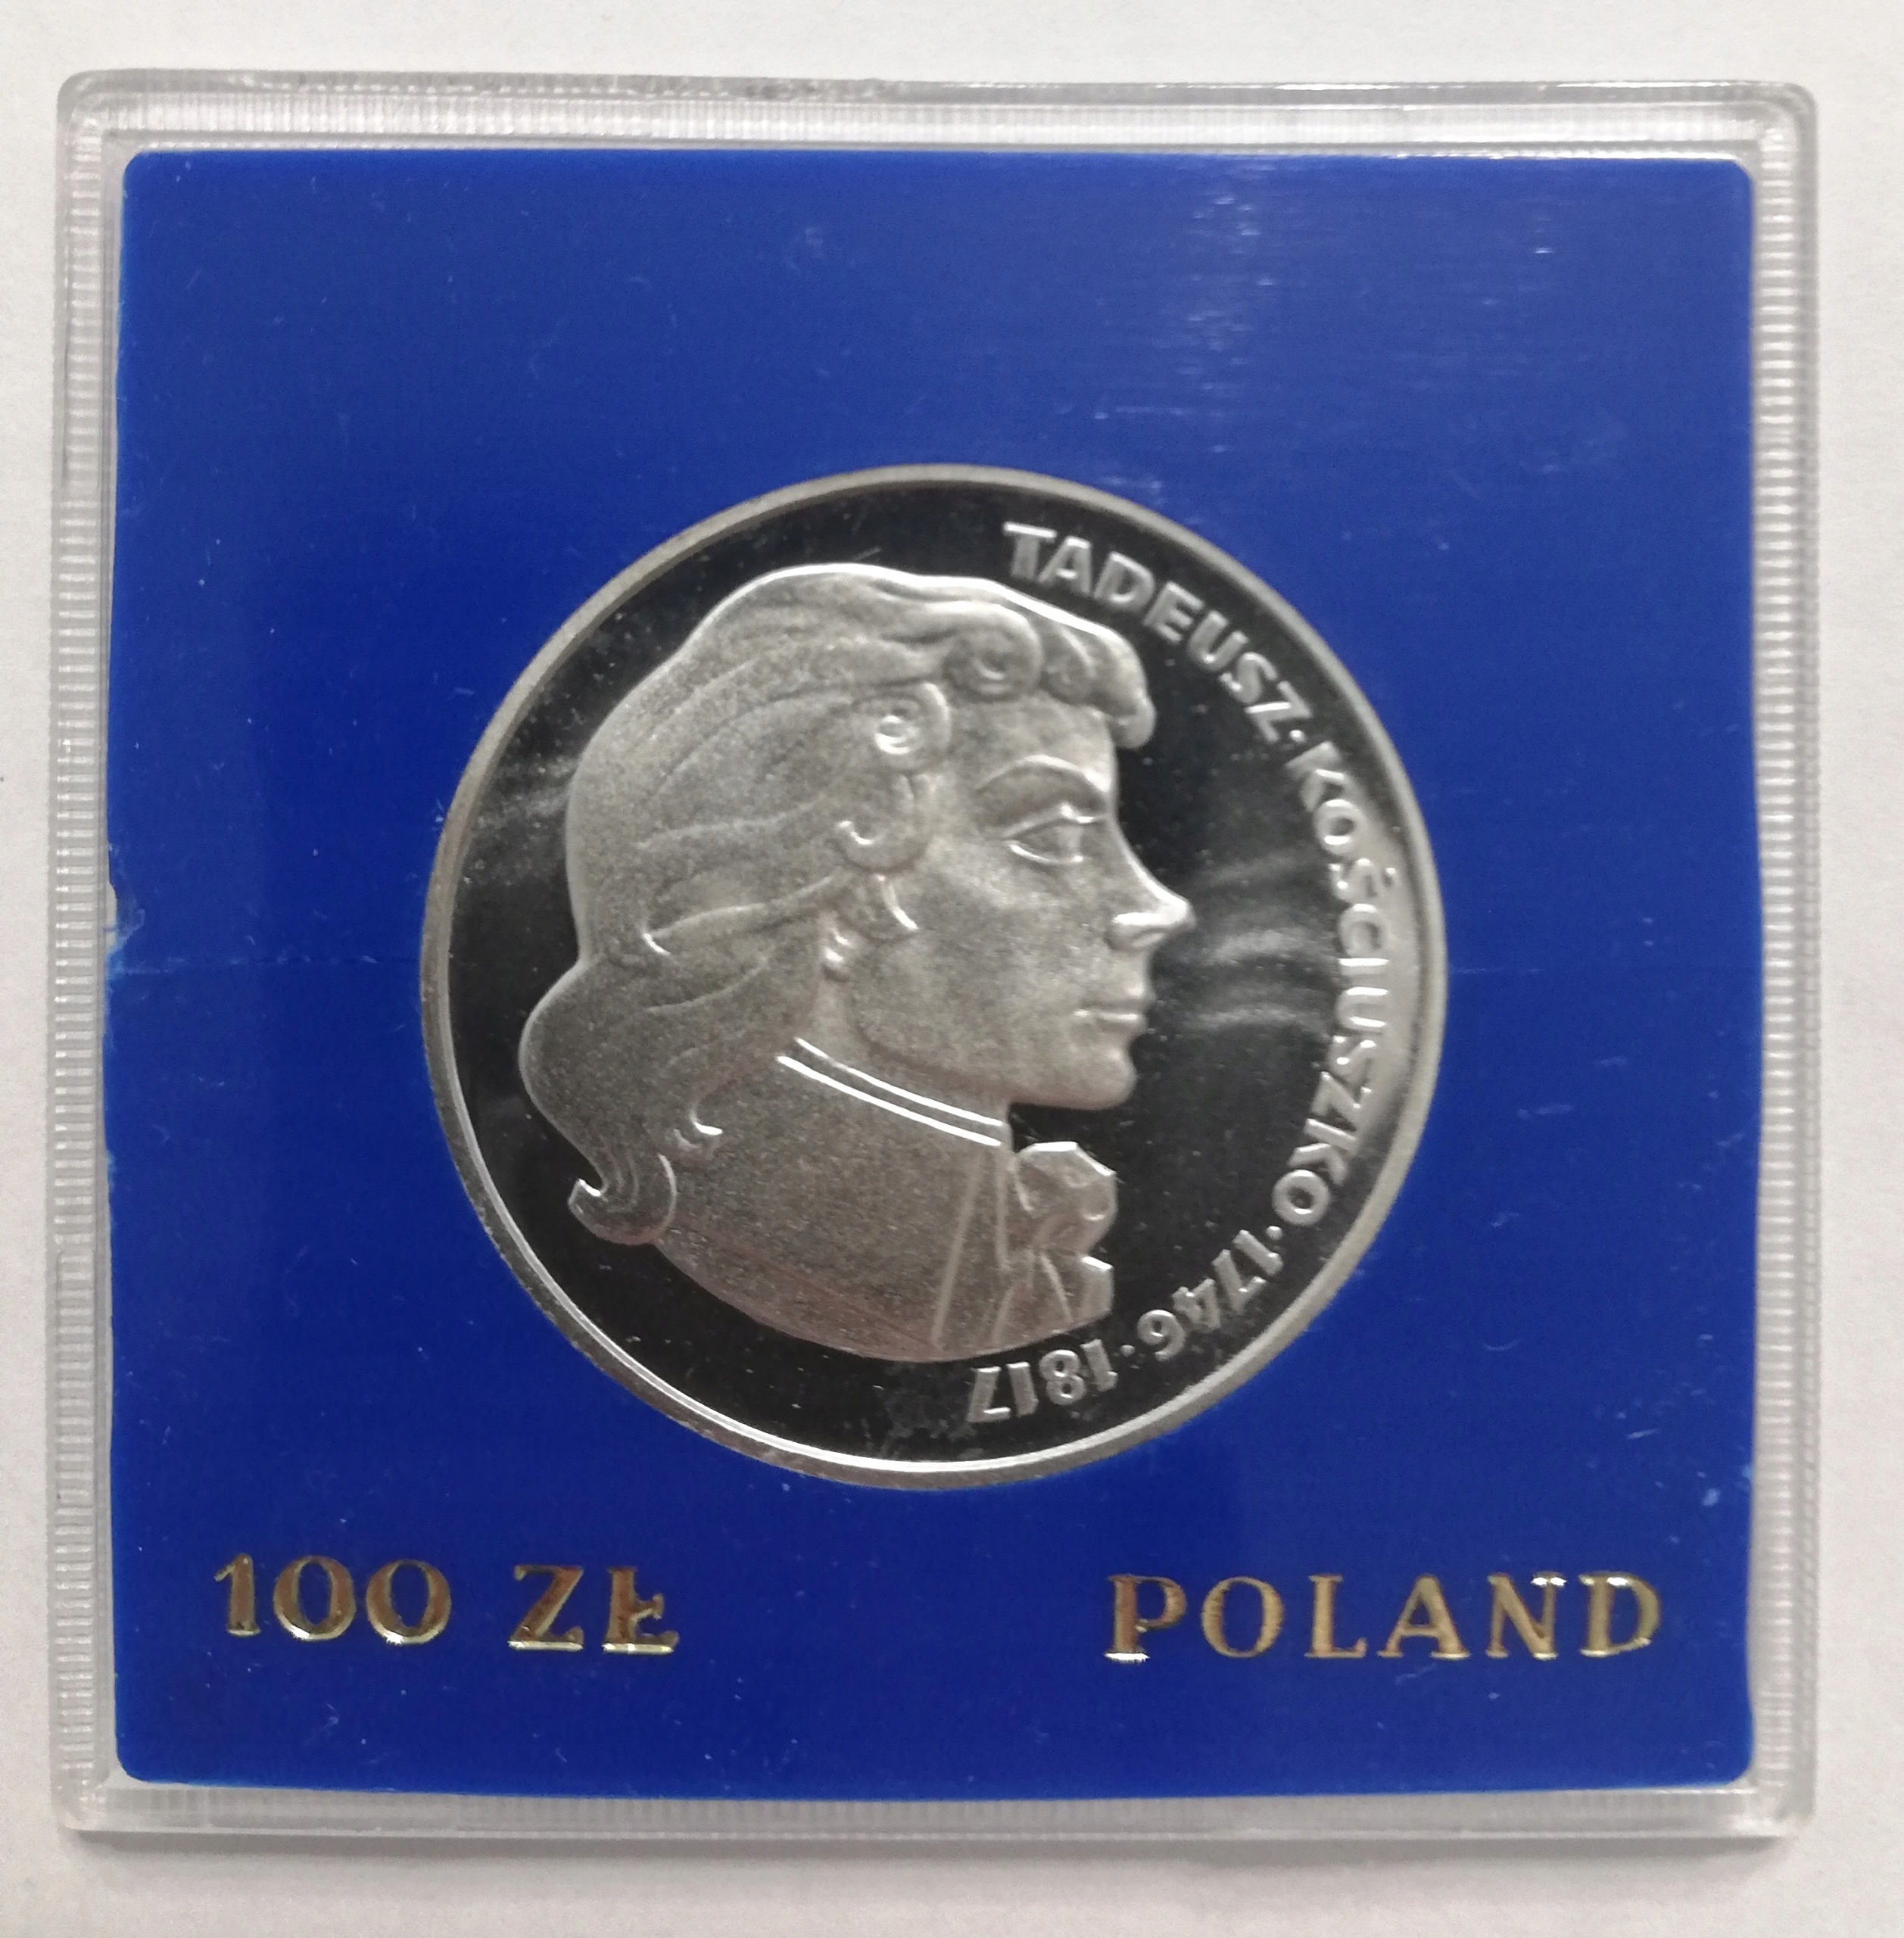 TADEUSZ·KOŚCIUSZKO·1746·1817
100 ZŁ POLAND